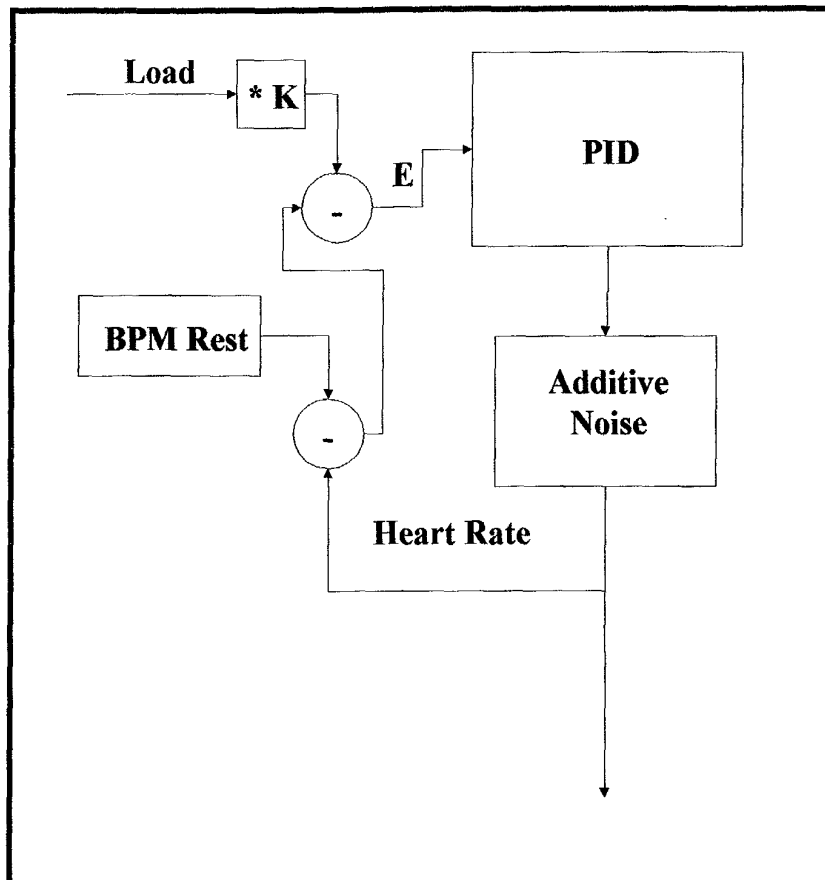 Load
* K
E
PID
-
BPM Rest
-
Additive
Noise
Heart Rate